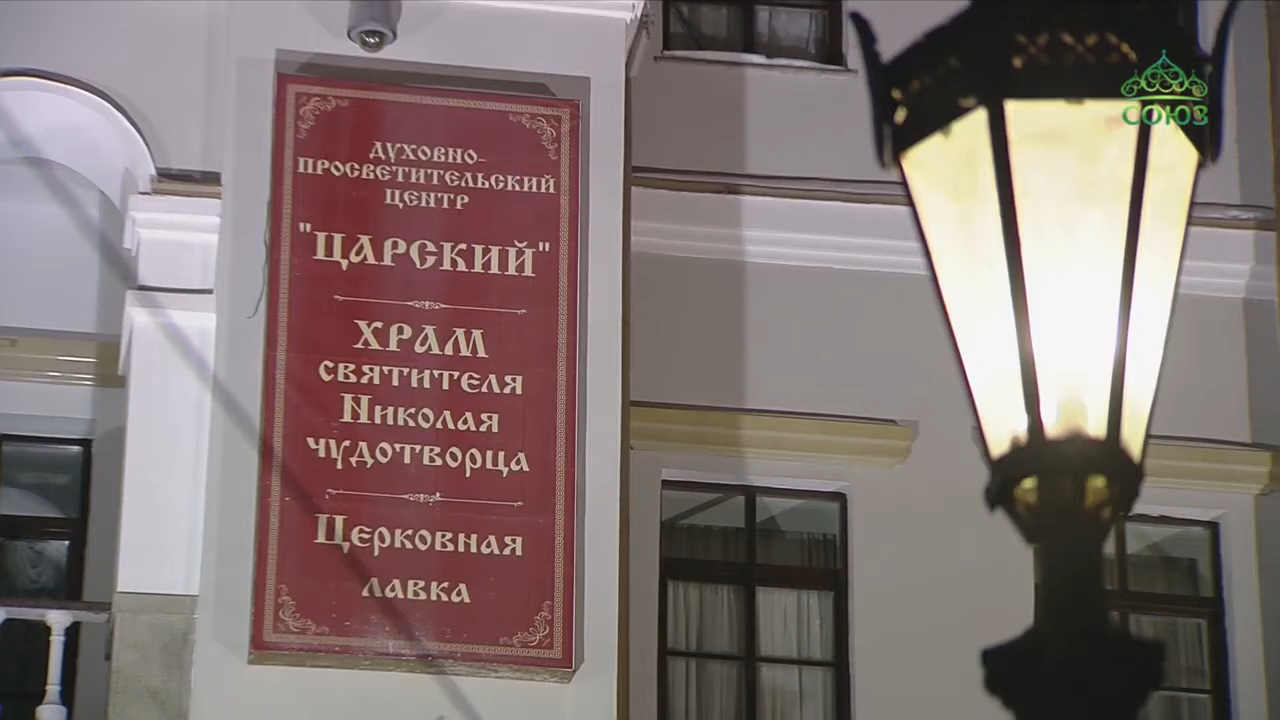 ДУХОВНО-
ПРОСВЕТИТЕЛЬСКИЙ
ЦЕНТР
"ЦАРСКИЙ"
ХРАМ
СВЯТИТЕЛЯ
НИКОЛАЯ
ЧУДОТВОРЦА
ЦЕРКОВНАЯ
ЛАВКА
СОЮЗ